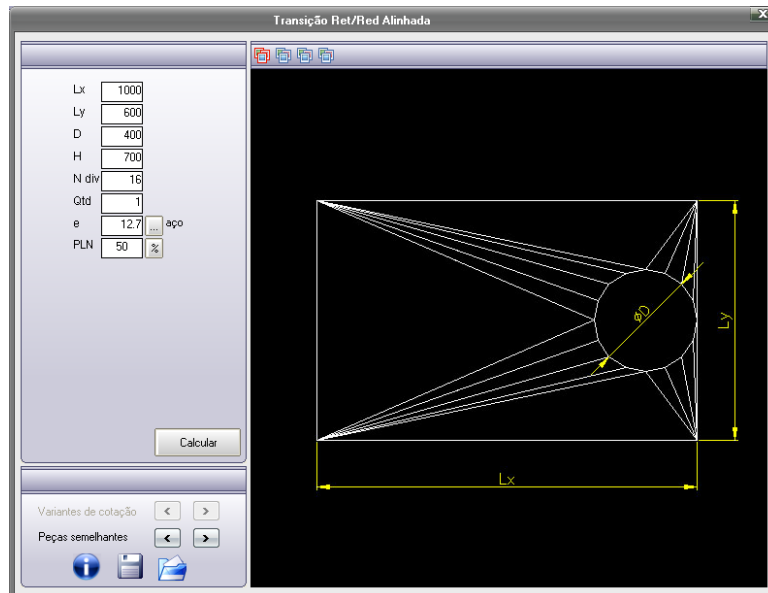 Transição Ret/Red Alinhada
Lx 1000
Ly 600
D 400
H 700
N div 16
Qtd 1
e 12.7 ... aço
PLN 50 %
Calcular
Variantes de cotação < >
Peças semelhantes < >
øD
Ly
Lx